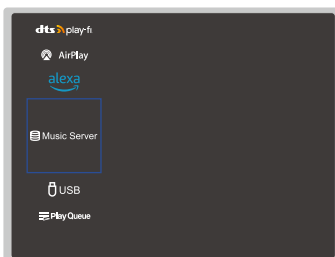 dts play-fi
AirPlay
alexa
Music Server
USB
Play Queue